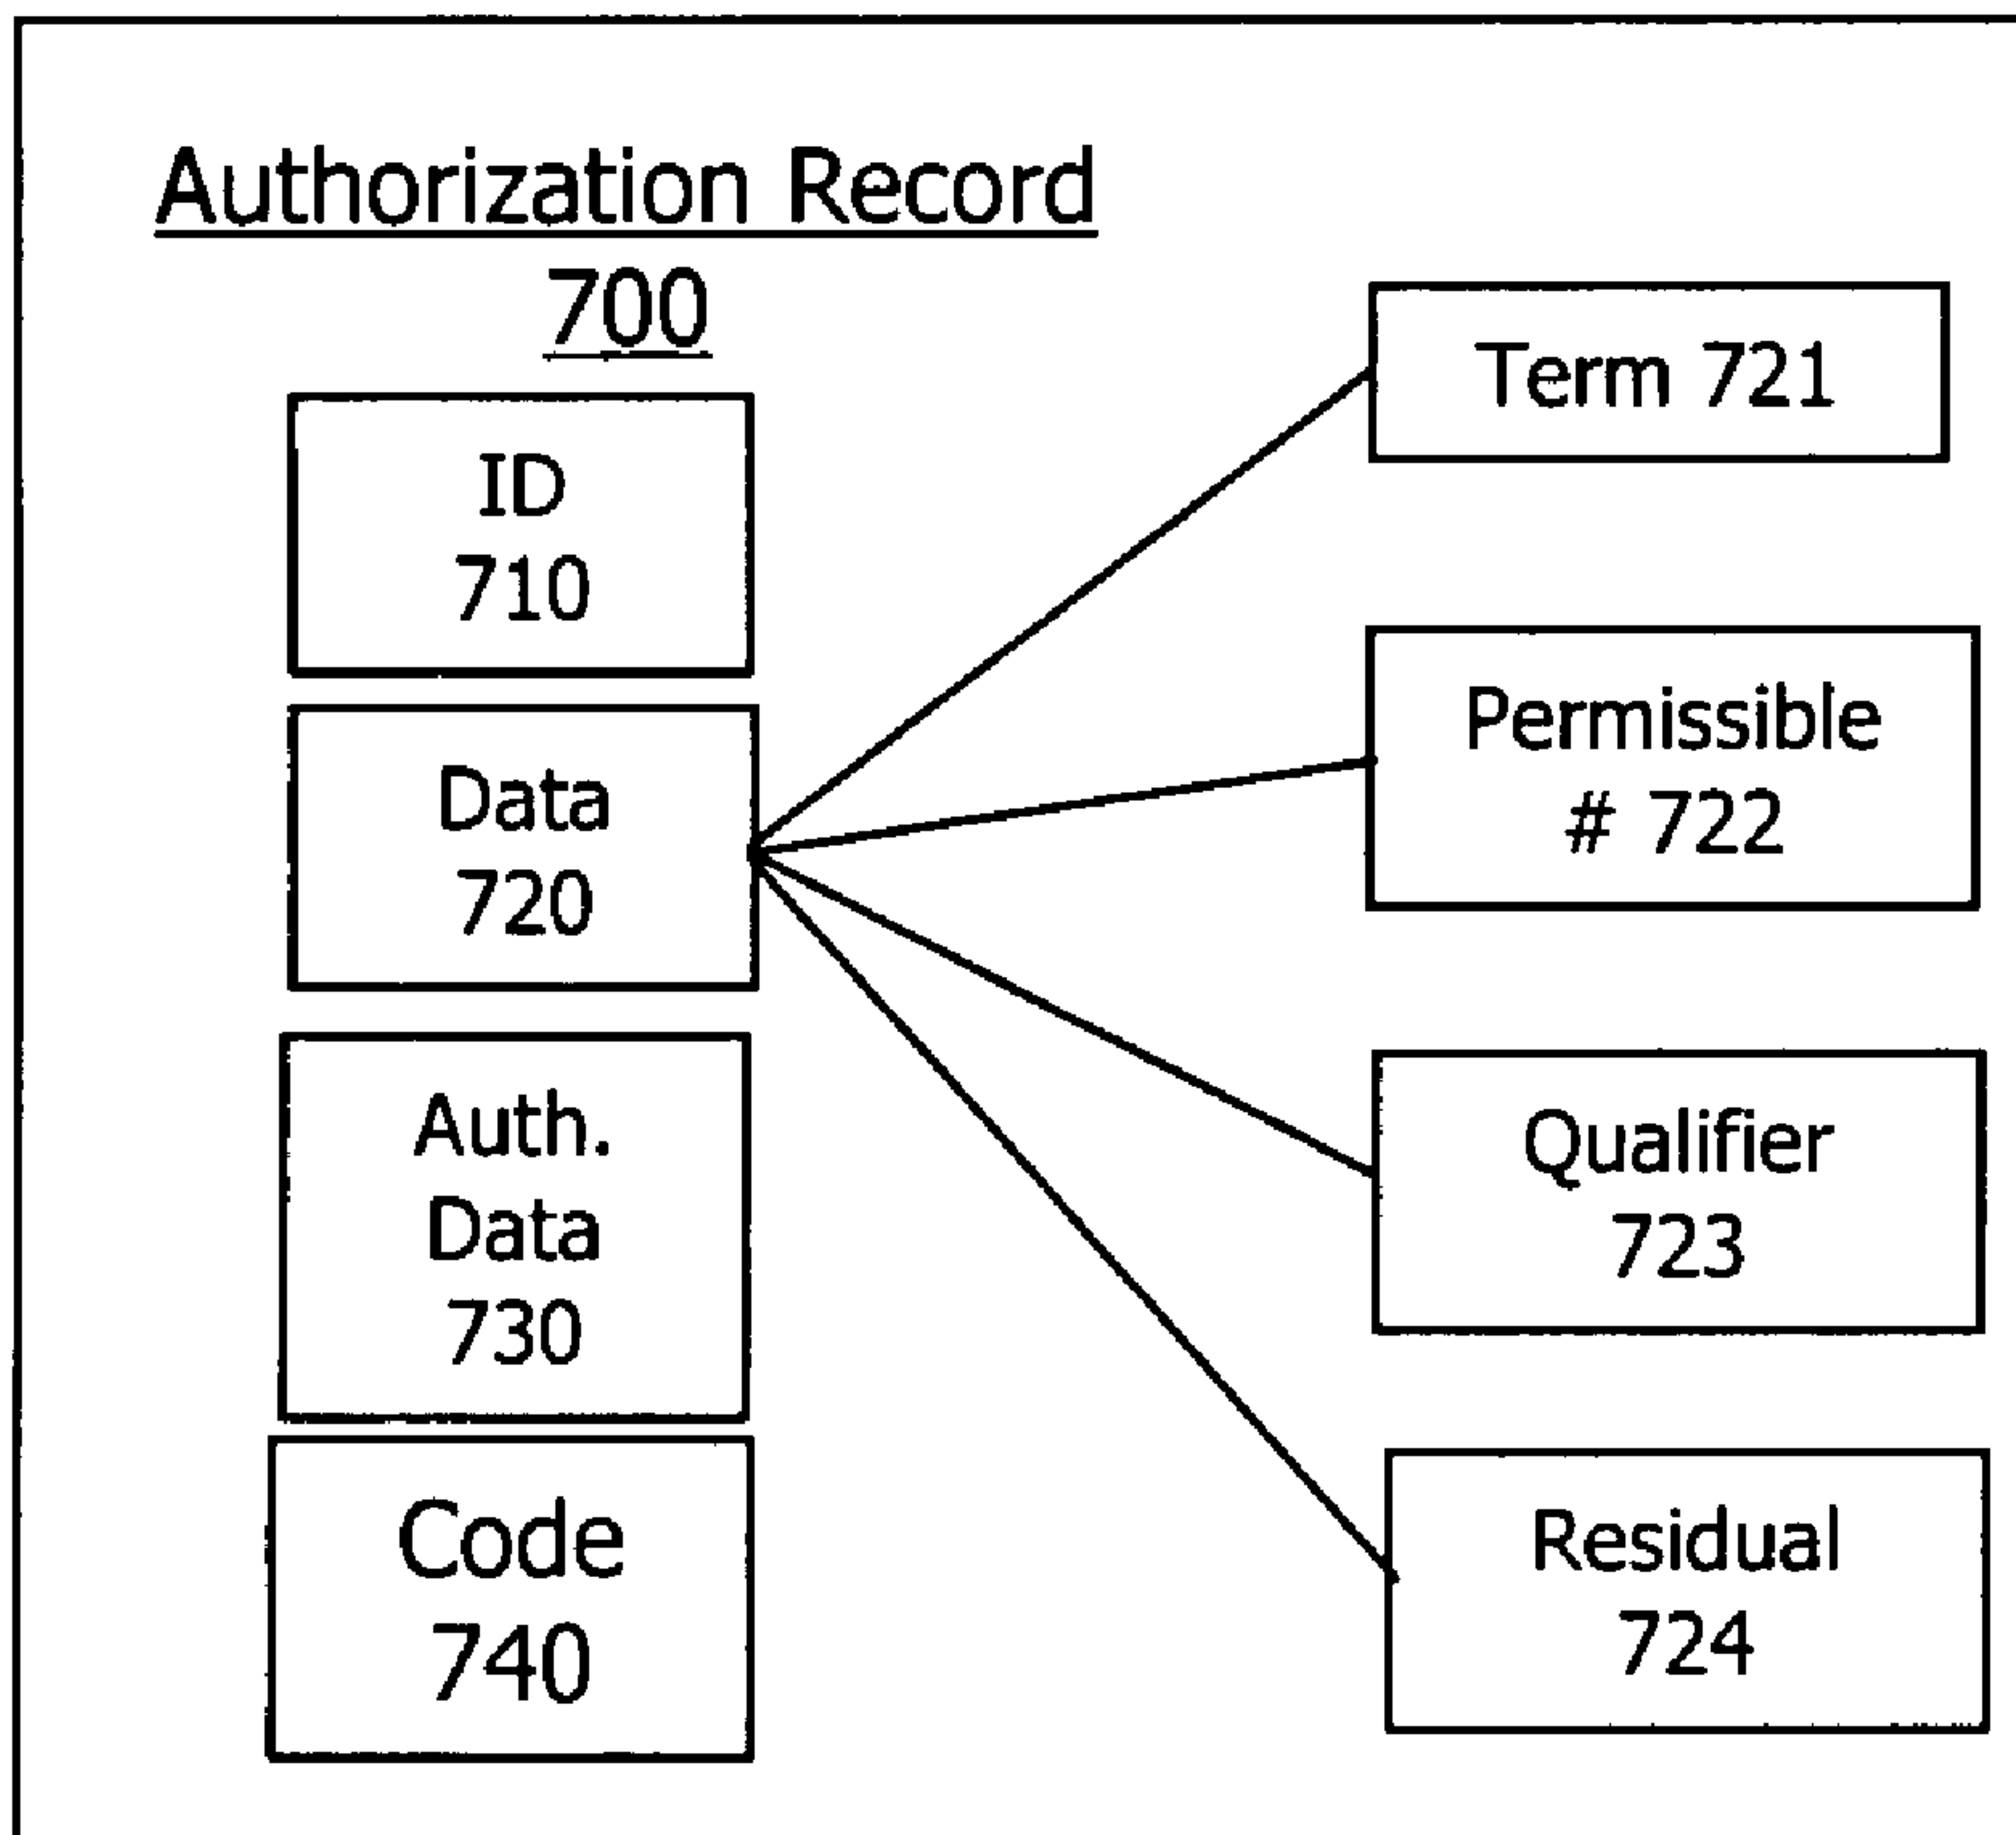 Authorization Record
700
ID
710
Data
720
Auth.
Data
730
Code
740
Term 721
Permissible
# 722
Qualifier
723
Residual
724